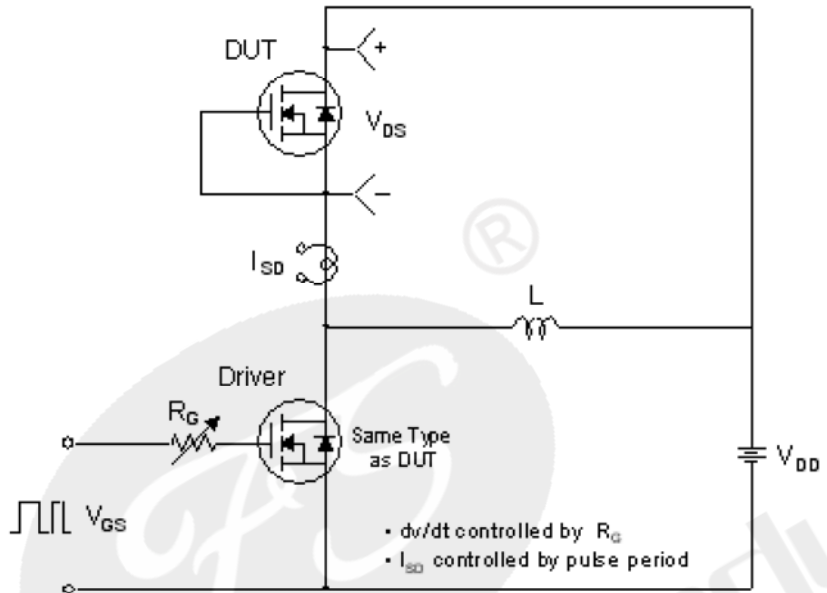 DUT
+
VDS
−
®
ISD
L
Driver
RG
Same Type
as DUT
VDD
VGS
• dv/dt controlled by RG
• ISD controlled by pulse period